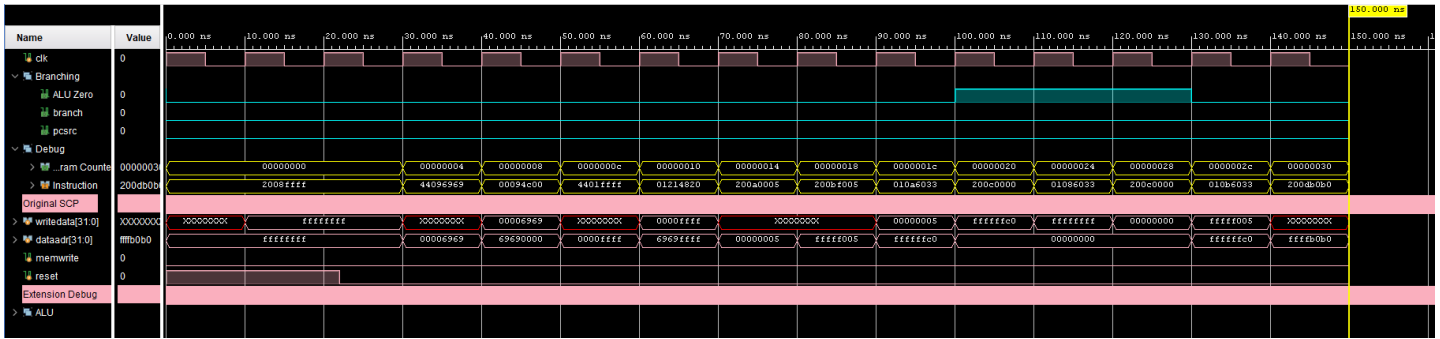 150.000 ns
Name Value 0.000 ns 10.000 ns 20.000 ns 30.000 ns 40.000 ns 50.000 ns 60.000 ns 70.000 ns 80.000 ns 90.000 ns 100.000 ns 110.000 ns 120.000 ns 130.000 ns 140.000 ns 150.000 ns
clk 0
Branching
ALU Zero 0
branch 0
pcsrc 0
Debug
...ram Counte 00000030 00000000 00000004 00000008 0000000c 00000010 00000014 00000018 0000001c 00000020 00000024 00000028 0000002c 00000030
Instruction 200db0b0 2008ffff 44096969 00094c00 4401ffff 01214820 200a0005 200bf005 010a6033 200c0000 01086033 200c0000 010b6033 200db0b0
Original SCP
writedata[31:0] XXXXXXXX XXXXXXXX ffffffff XXXXXXXX 00006969 XXXXXXXX 0000ffff XXXXXXXX 00000005 ffffffc0 ffffffff 00000000 fffff005 XXXXXXXX
dataadr[31:0] ffffb0b0 ffffffff 00006969 69690000 0000ffff 6969ffff 00000005 fffff005 ffffffc0 00000000 ffffffc0 ffffb0b0
memwrite 0
reset 0
Extension Debug
ALU